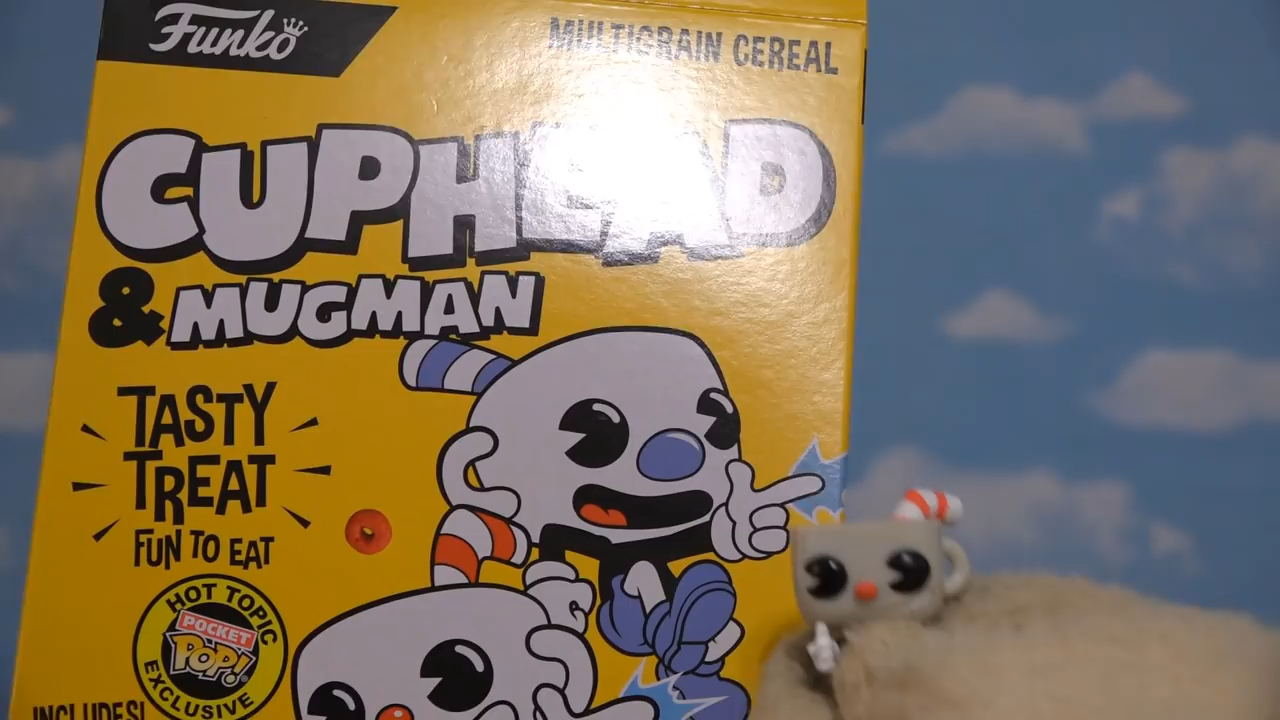 Funko
MULTIGRAIN CEREAL
CUPHEAD
& MUGMAN
TASTY
TREAT
FUN TO EAT
HOT TOPIC
POCKET
POP!
EXCLUSIVE
INCLUDES!